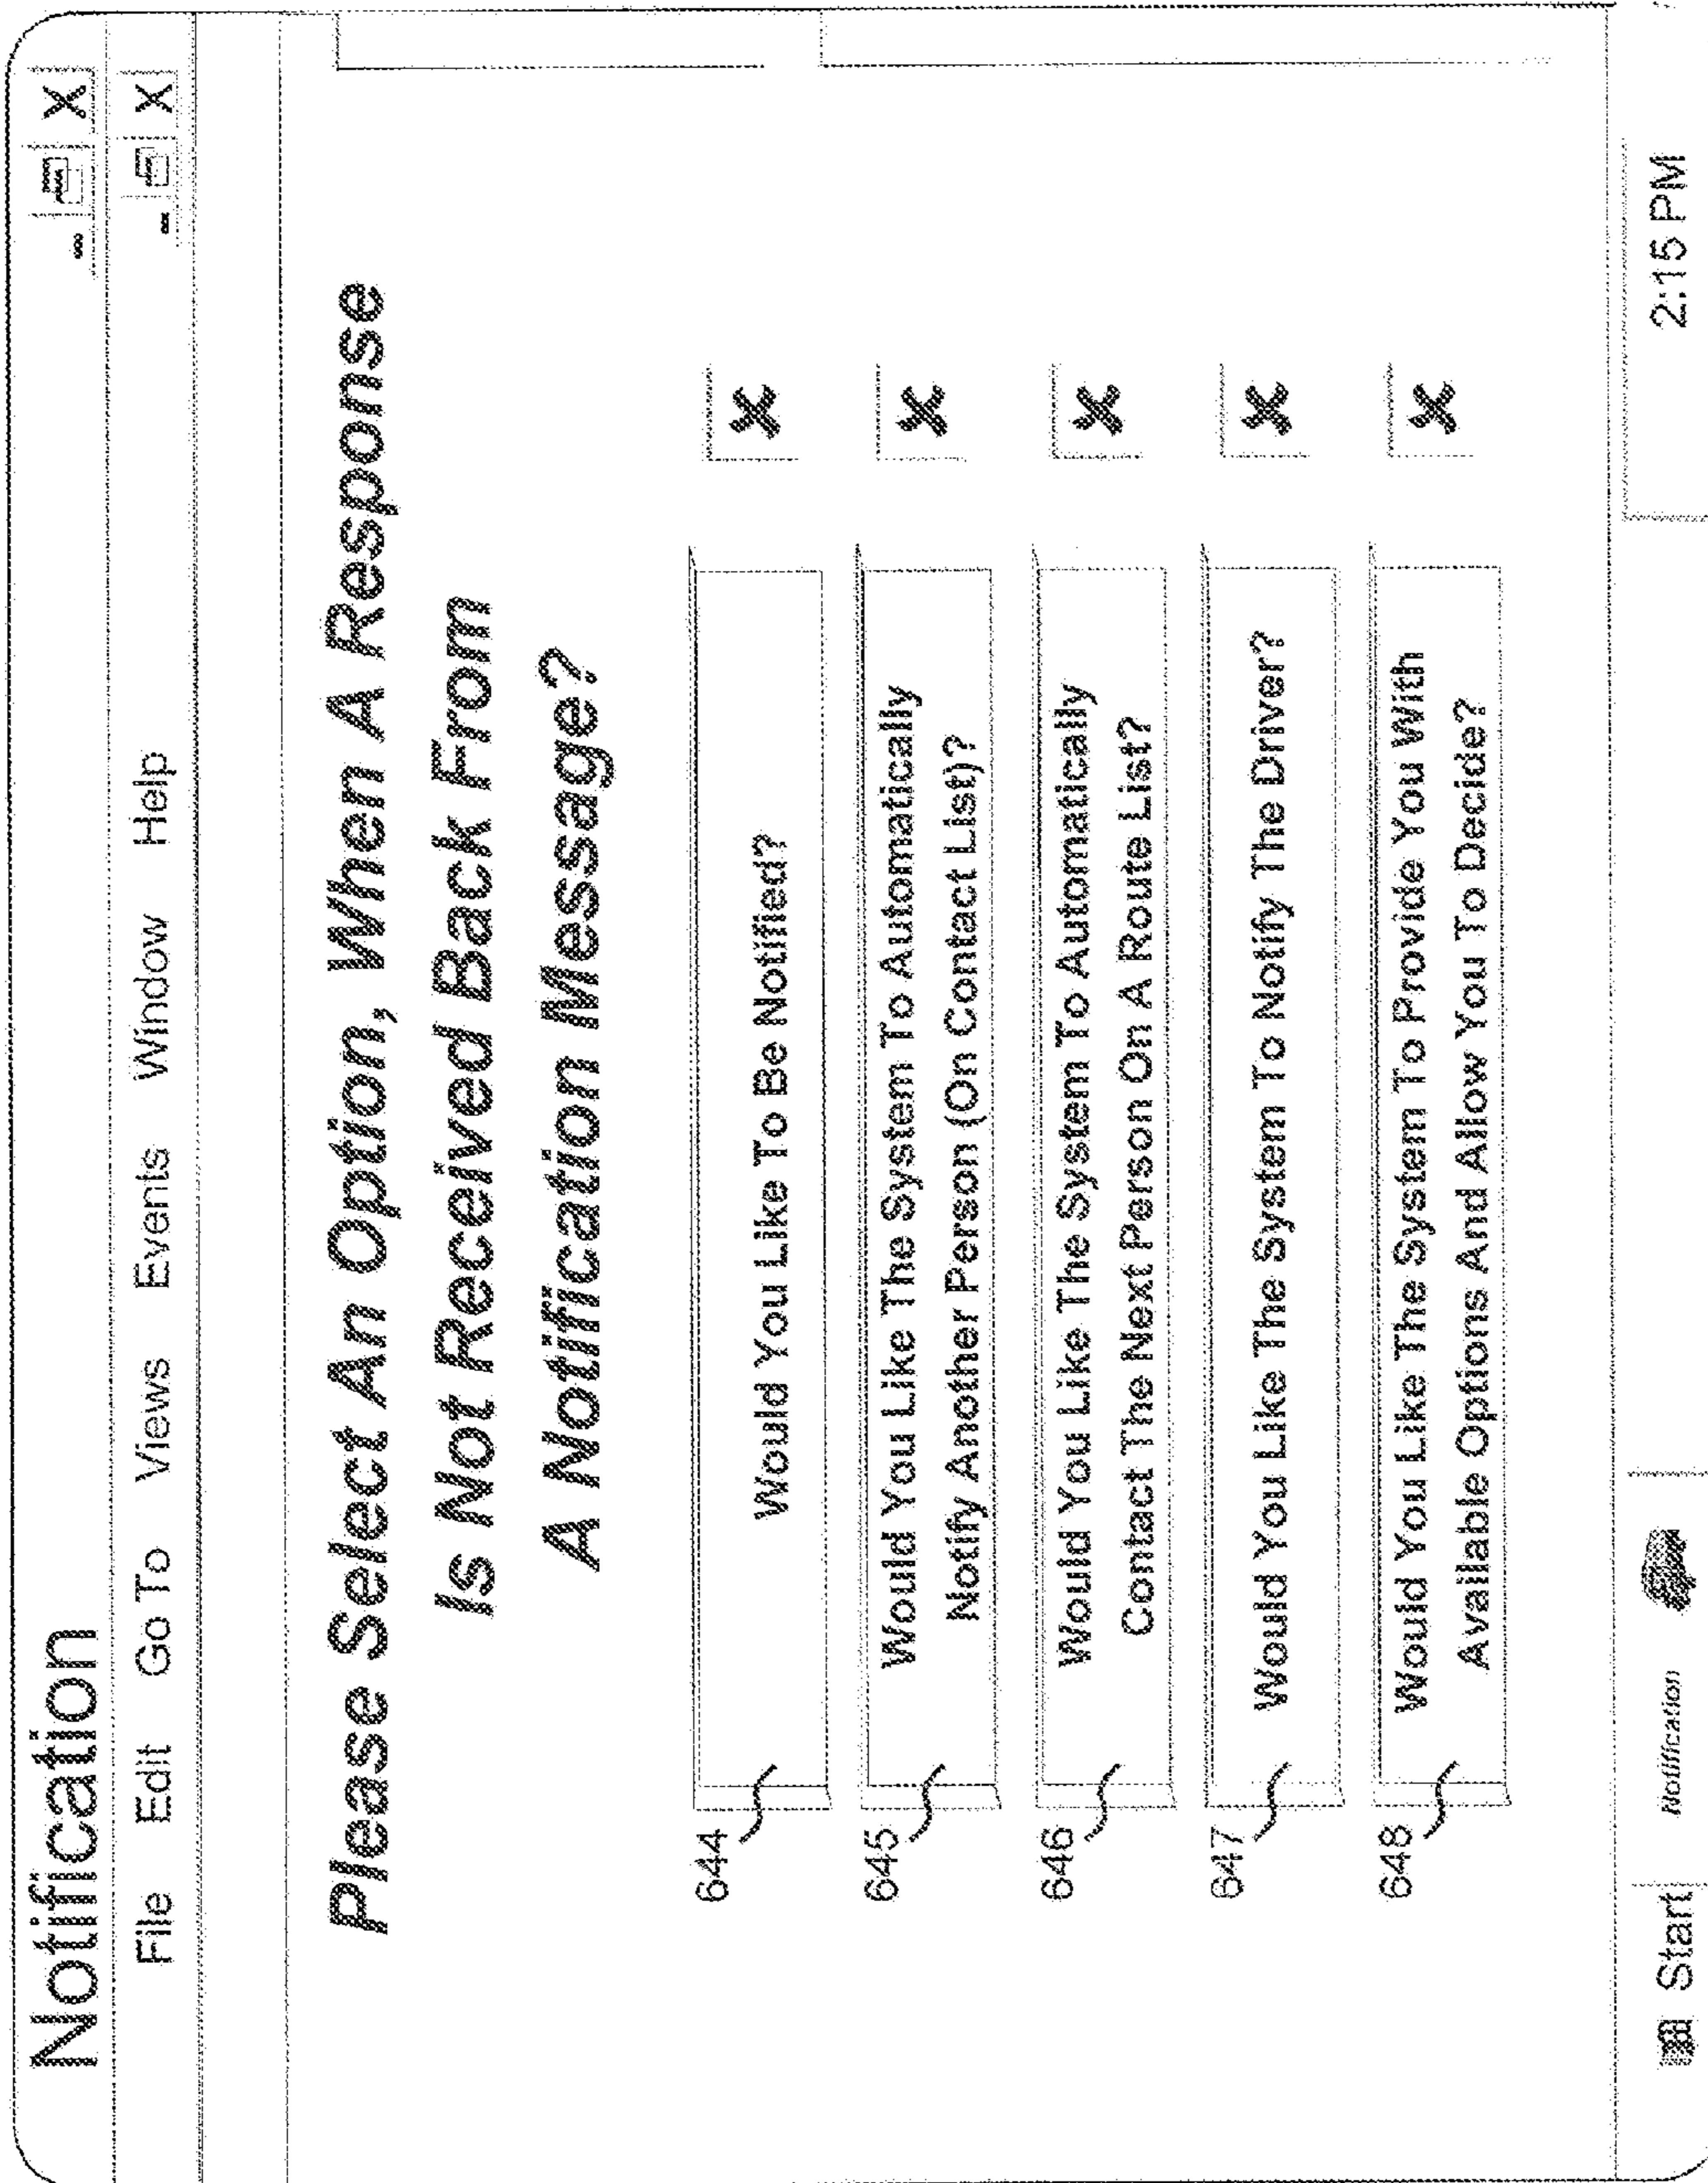 Notification
_ X
File Edit Go To Views Events Window Help
_ X
Please Select An Option, When A Response
Is Not Received Back From
A Notification Message?
644 Would You Like To Be Notified? X
645 Would You Like The System To Automatically
Notify Another Person (On Contact List)? X
646 Would You Like The System To Automatically
Contact The Next Person On A Route List? X
647 Would You Like The System To Notify The Driver? X
648 Would You Like The System To Provide You With
Available Options And Allow You To Decide? X
Start Notification 2:15 PM